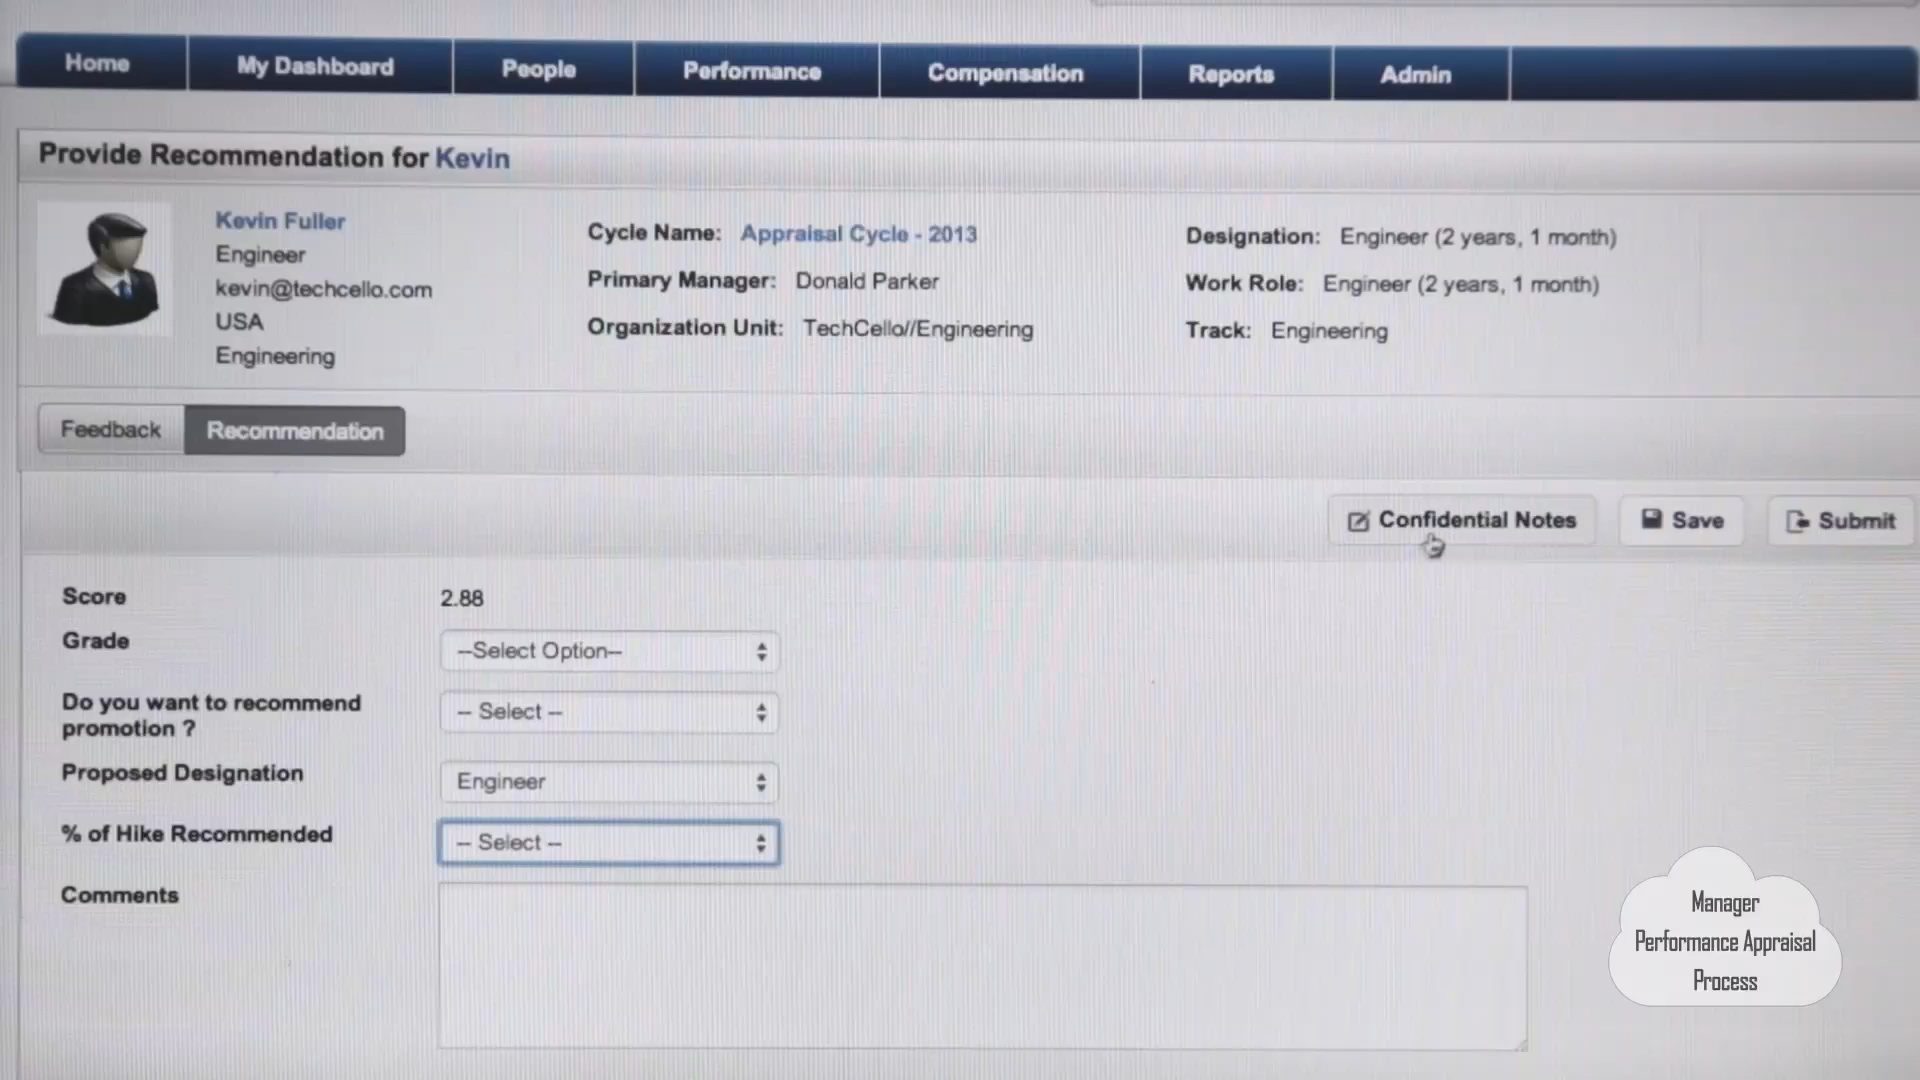 Home My Dashboard People Performance Compensation Reports Admin
Provide Recommendation for Kevin
Kevin Fuller
Engineer
kevin@techcello.com
USA
Engineering
Cycle Name: Appraisal Cycle - 2013
Primary Manager: Donald Parker
Organization Unit: TechCello//Engineering
Designation: Engineer (2 years, 1 month)
Work Role: Engineer (2 years, 1 month)
Track: Engineering
Feedback Recommendation
Confidential Notes Save Submit
Score 2.88
Grade --Select Option--
Do you want to recommend
promotion ? -- Select --
Proposed Designation Engineer
% of Hike Recommended -- Select --
Comments
Manager
Performance Appraisal
Process